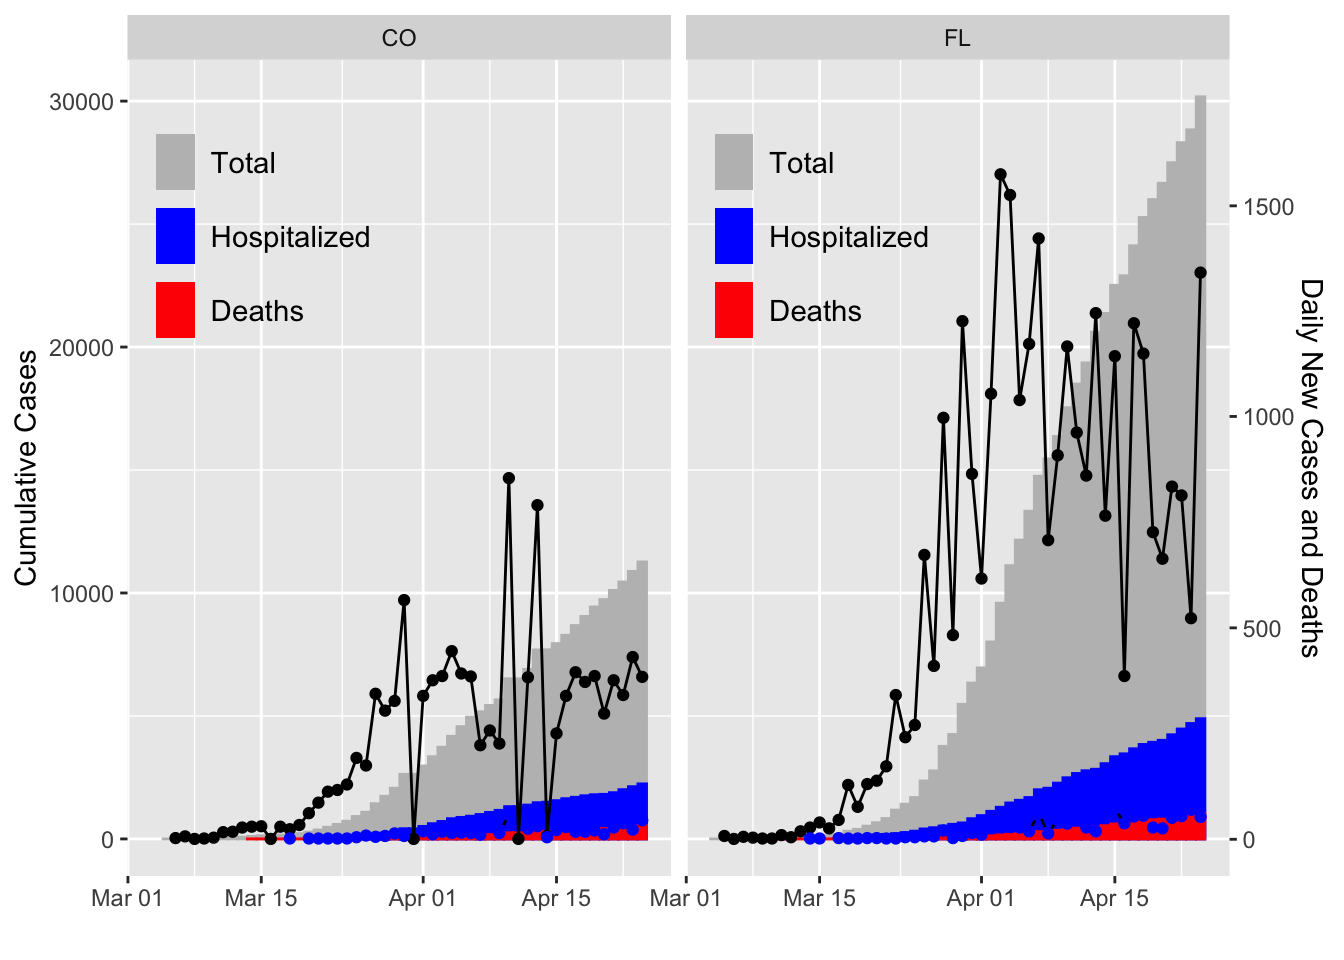 CO
FL
30000
20000
10000
0
Cumulative Cases
Total
Hospitalized
Deaths
Total
Hospitalized
Deaths
1500
1000
500
0
Daily New Cases and Deaths
Mar 01
Mar 15
Apr 01
Apr 15
Mar 01
Mar 15
Apr 01
Apr 15